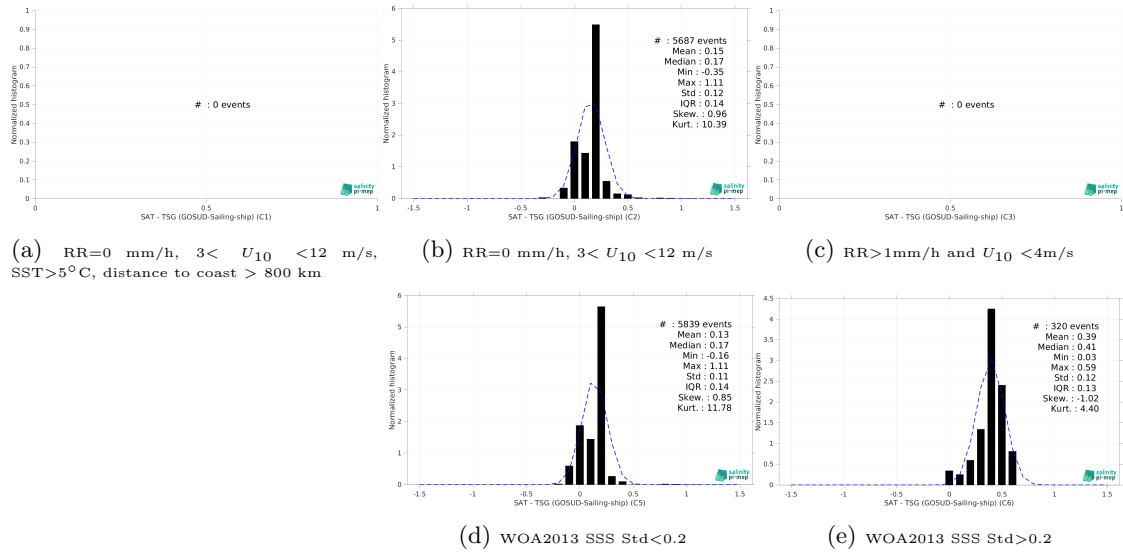 1
0.9
0.8
0.7
0.6
0.5
0.4
0.3
0.2
0.1
0
Normalized histogram
# : 0 events
salinity
pi-mep
0 0.5 1
SAT - TSG (GOSUD-Sailing-ship) (C1)
(a) RR=0 mm/h, 3< U10 <12 m/s,
SST>5°C, distance to coast > 800 km
6
5
4
3
2
1
0
Normalized histogram
# : 5687 events
Mean : 0.15
Median : 0.17
Min : -0.35
Max : 1.11
Std : 0.12
IQR : 0.14
Skew. : 0.96
Kurt. : 10.39
salinity
pi-mep
-1.5 -1 -0.5 0 0.5 1 1.5
SAT - TSG (GOSUD-Sailing-ship) (C2)
(b) RR=0 mm/h, 3< U10 <12 m/s
1
0.9
0.8
0.7
0.6
0.5
0.4
0.3
0.2
0.1
0
Normalized histogram
# : 0 events
salinity
pi-mep
0 0.5 1
SAT - TSG (GOSUD-Sailing-ship) (C3)
(c) RR>1mm/h and U10 <4m/s
6
5
4
3
2
1
0
Normalized histogram
# : 5839 events
Mean : 0.13
Median : 0.17
Min : -0.16
Max : 1.11
Std : 0.11
IQR : 0.14
Skew. : 0.85
Kurt. : 11.78
salinity
pi-mep
-1.5 -1 -0.5 0 0.5 1 1.5
SAT - TSG (GOSUD-Sailing-ship) (C5)
(d) WOA2013 SSS Std<0.2
4.5
4
3.5
3
2.5
2
1.5
1
0.5
0
Normalized histogram
# : 320 events
Mean : 0.39
Median : 0.41
Min : 0.03
Max : 0.59
Std : 0.12
IQR : 0.13
Skew. : -1.02
Kurt. : 4.40
salinity
pi-mep
-1.5 -1 -0.5 0 0.5 1 1.5
SAT - TSG (GOSUD-Sailing-ship) (C6)
(e) WOA2013 SSS Std>0.2